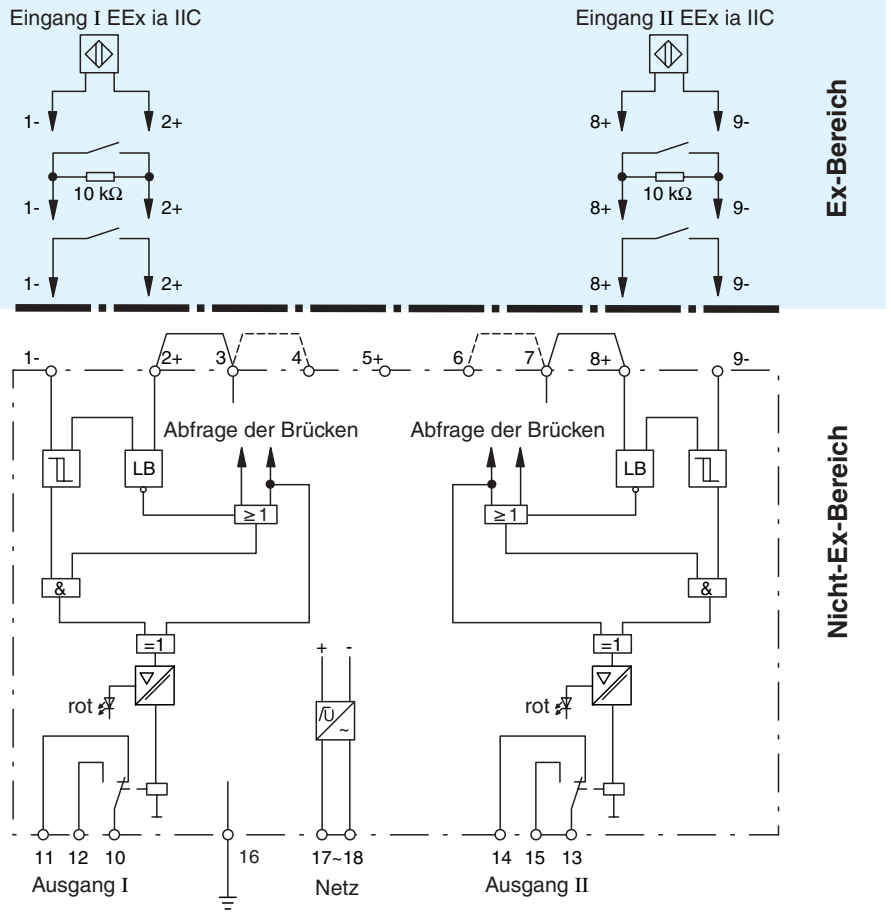 Eingang I EEx ia IIC    Eingang II EEx ia IIC
1-    2+    8+    9-
10 kΩ    10 kΩ
1-    2+    8+    9-
1-    2+    8+    9-
Ex-Bereich
1-    2+    3    4    5+    6    7    8+    9-
Abfrage der Brücken    Abfrage der Brücken
LB    LB
≥ 1    ≥ 1
&    &
=1    =1
+    -
rot    U    ~    rot
11    12    10    16    17~18    14    15    13
Ausgang I    Netz    Ausgang II
Nicht-Ex-Bereich